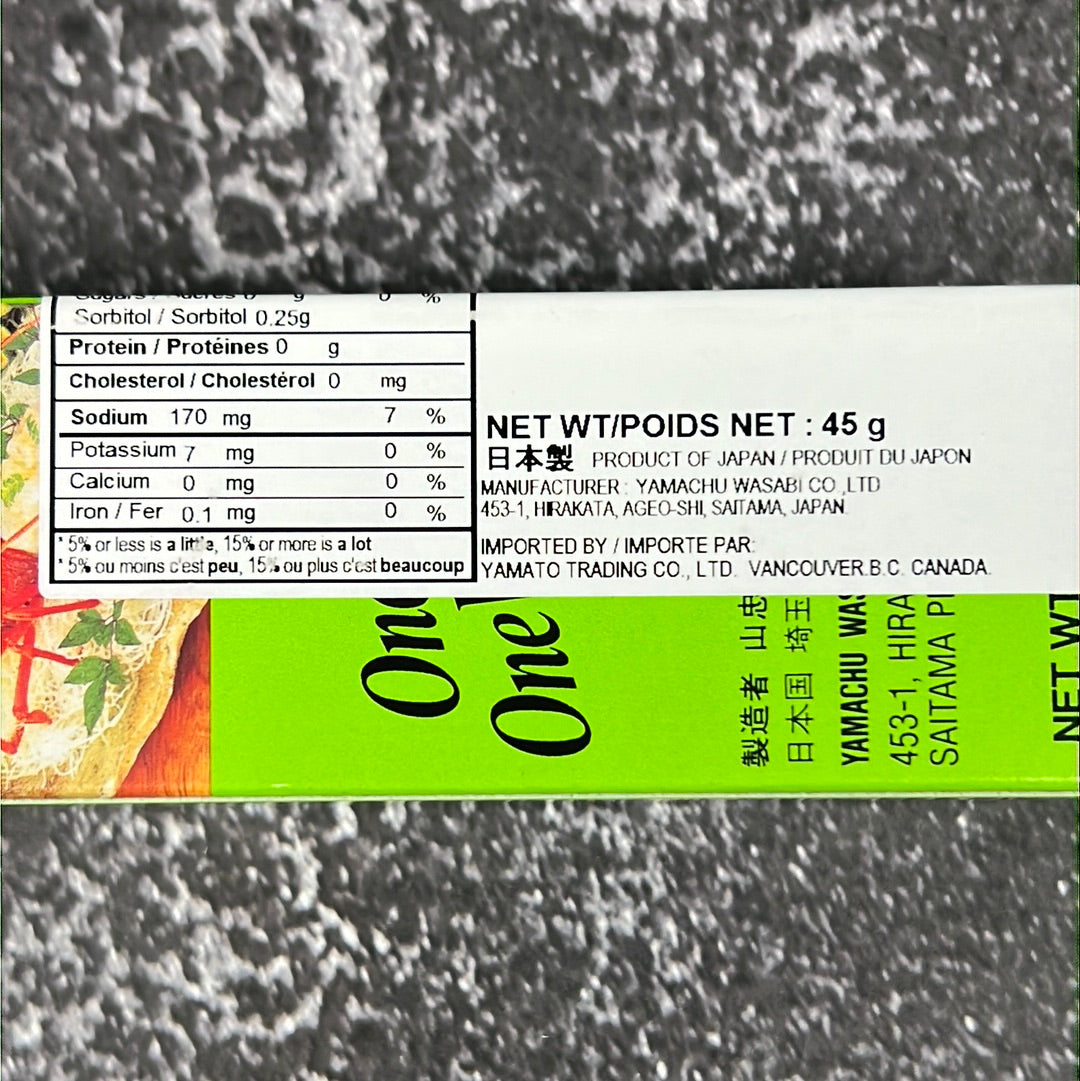 Sugars / Sucres 0 g 0 %
Sorbitol / Sorbitol 0.25g
Protein / Protéines 0 g
Cholesterol / Cholestérol 0 mg
Sodium 170 mg 7 %
Potassium 7 mg 0 %
Calcium 0 mg 0 %
Iron / Fer 0.1 mg 0 %
* 5% or less is a little, 15% or more is a lot
* 5% ou moins c'est peu, 15% ou plus c'est beaucoup
NET WT/POIDS NET : 45 g
日本製 PRODUCT OF JAPAN / PRODUIT DU JAPON
MANUFACTURER : YAMACHU WASABI CO.,LTD
453-1, HIRAKATA, AGEO-SHI, SAITAMA, JAPAN.
IMPORTED BY / IMPORTE PAR:
YAMATO TRADING CO., LTD. VANCOUVER.B.C. CANADA.
One
製造者 山忠
日本国 埼玉
YAMACHU WAS
453-1, HIRA
SAITAMA
NET WT